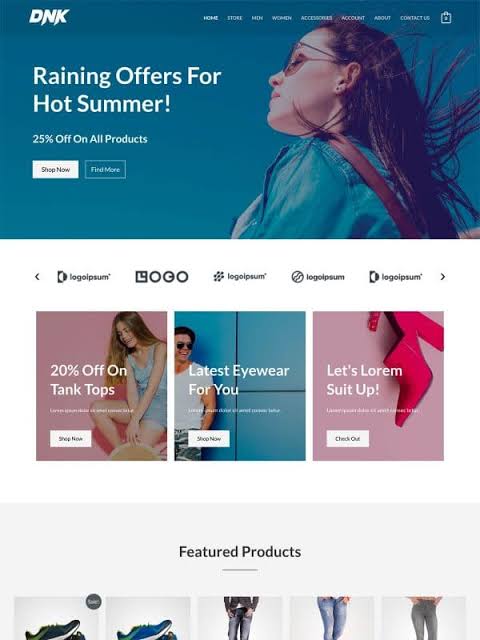 DNK
HOME STORE MEN WOMEN ACCESSORIES ACCOUNT ABOUT CONTACT US
0
Raining Offers For
Hot Summer!
25% Off On All Products
Shop Now Find More
logoipsum LOGO logoipsum logoipsum logoipsum
20% Off On
Tank Tops
Lorem ipsum dolor sit amet consectetur.
Shop Now
Latest Eyewear
For You
Lorem ipsum dolor sit amet consectetur.
Shop Now
Let's Lorem
Suit Up!
Lorem ipsum dolor sit amet consectetur.
Check Out
Featured Products
Sale!